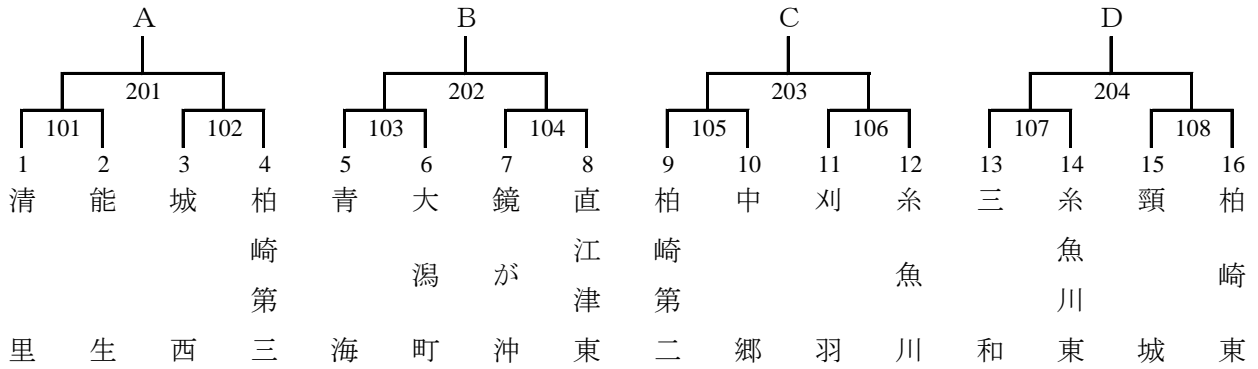 A B C D
201 202 203 204
101 102 103 104 105 106 107 108
1 2 3 4 5 6 7 8 9 10 11 12 13 14 15 16
清里
能生
城西
柏崎第三
青海
大潟町
鏡が沖
直江津東
柏崎第二
中郷
刈羽
糸魚川
三和
糸魚川東
頸城
柏崎東